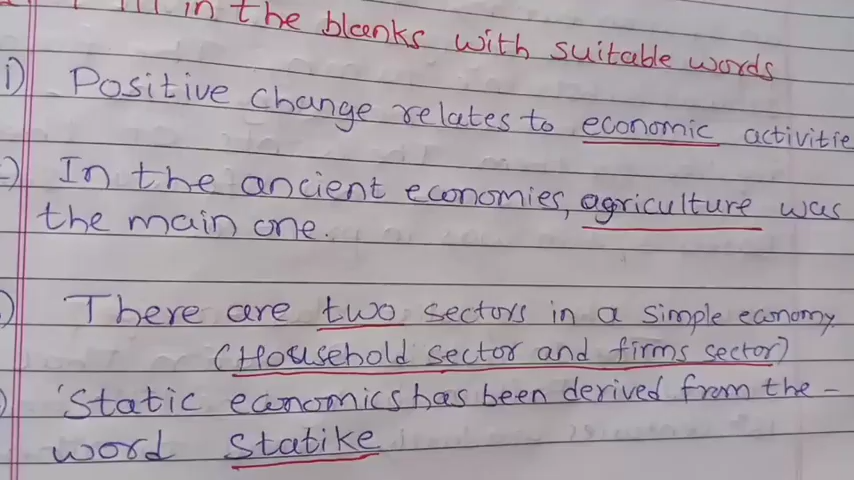 in the blanks with suitable words
i) Positive change relates to economic activitie
In the ancient economies, agriculture was
the main one.
There are two sectors in a simple economy.
(Household sector and firms sector)
'Static economics has been derived from the -
word Statike